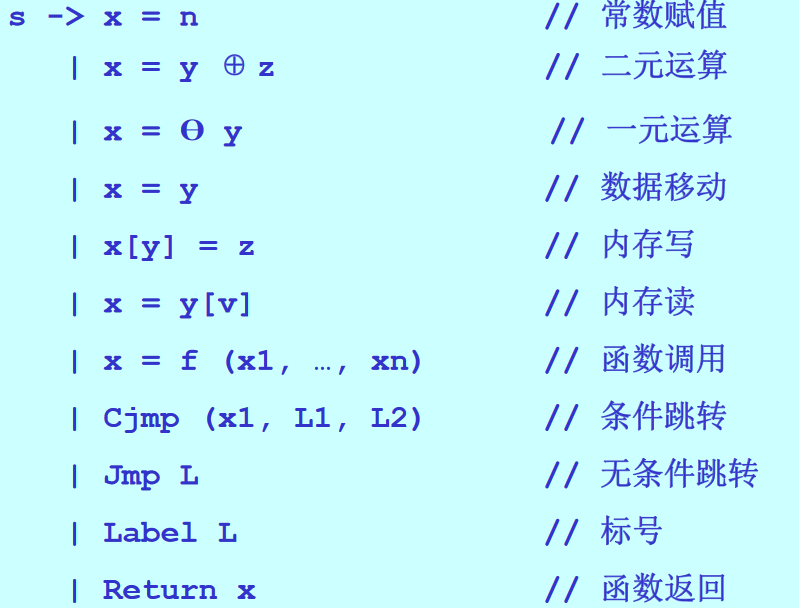 s -> x = n // 常数赋值
| x = y ⊕ z // 二元运算
| x = Θ y // 一元运算
| x = y // 数据移动
| x[y] = z // 内存写
| x = y[v] // 内存读
| x = f (x1, …, xn) // 函数调用
| Cjmp (x1, L1, L2) // 条件跳转
| Jmp L // 无条件跳转
| Label L // 标号
| Return x // 函数返回